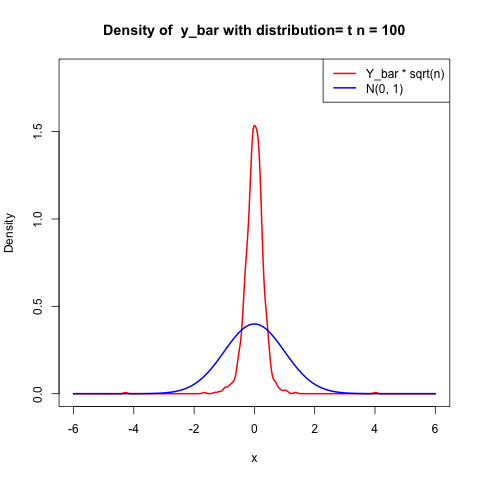 Density of  y_bar with distribution= t n = 100
Y_bar * sqrt(n)
N(0, 1)
Density
1.5
1.0
0.5
0.0
-6
-4
-2
0
2
4
6
x